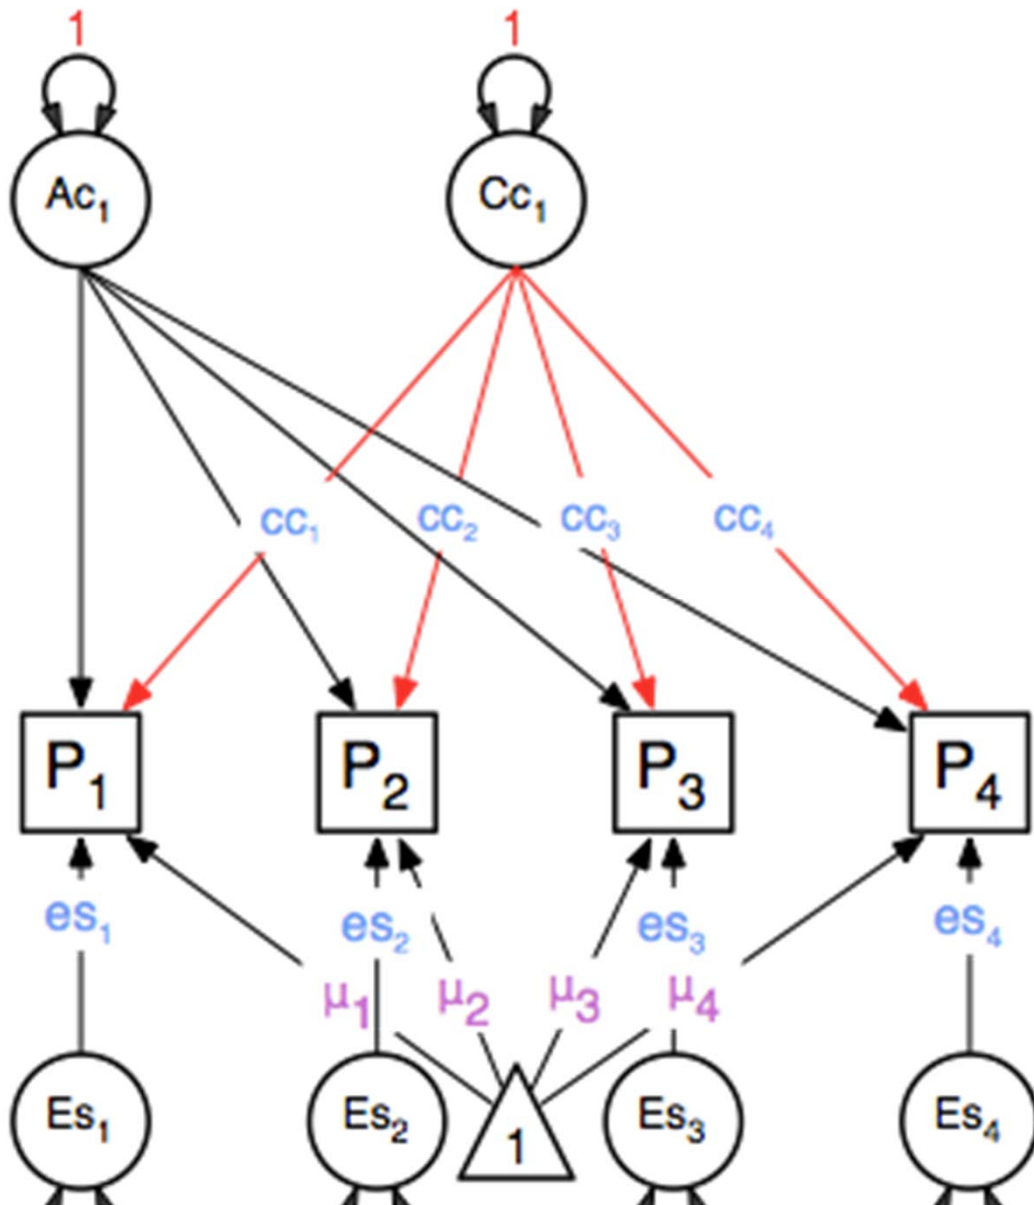 1 1
Ac₁ Cc₁
cc₁ cc₂ cc₃ cc₄
P₁ P₂ P₃ P₄
es₁ es₂ es₃ es₄
μ₁ μ₂ μ₃ μ₄
Es₁ Es₂ 1 Es₃ Es₄